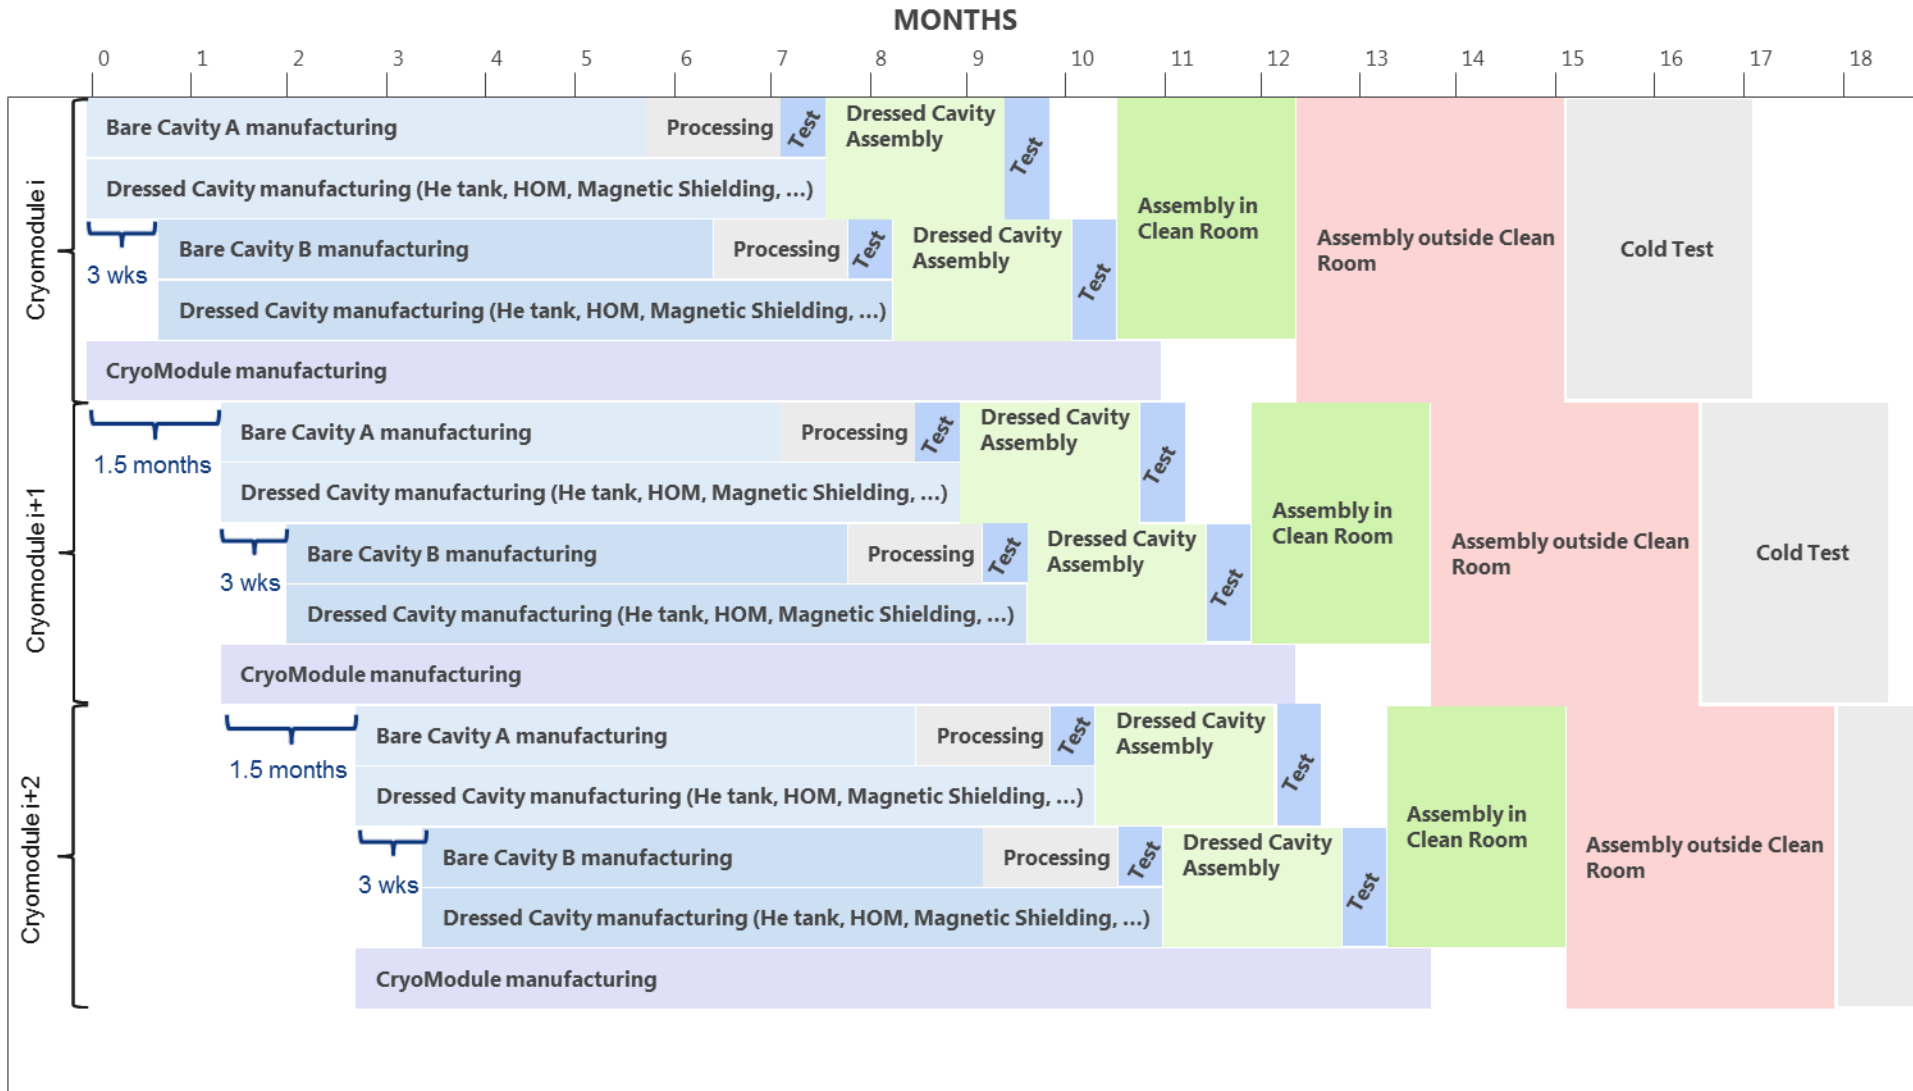 MONTHS
0 1 2 3 4 5 6 7 8 9 10 11 12 13 14 15 16 17 18
Cryomodule i
Bare Cavity A manufacturing
Processing
Test
Dressed Cavity
Assembly
Test
Dressed Cavity manufacturing (He tank, HOM, Magnetic Shielding, ...)
3 wks
Bare Cavity B manufacturing
Processing
Test
Dressed Cavity
Assembly
Test
Dressed Cavity manufacturing (He tank, HOM, Magnetic Shielding, ...)
CryoModule manufacturing
Assembly in
Clean Room
Assembly outside Clean
Room
Cold Test
Cryomodule i+1
1.5 months
Bare Cavity A manufacturing
Processing
Test
Dressed Cavity
Assembly
Test
Dressed Cavity manufacturing (He tank, HOM, Magnetic Shielding, ...)
3 wks
Bare Cavity B manufacturing
Processing
Test
Dressed Cavity
Assembly
Test
Dressed Cavity manufacturing (He tank, HOM, Magnetic Shielding, ...)
CryoModule manufacturing
Assembly in
Clean Room
Assembly outside Clean
Room
Cold Test
Cryomodule i+2
1.5 months
Bare Cavity A manufacturing
Processing
Test
Dressed Cavity
Assembly
Test
Dressed Cavity manufacturing (He tank, HOM, Magnetic Shielding, ...)
3 wks
Bare Cavity B manufacturing
Processing
Test
Dressed Cavity
Assembly
Test
Dressed Cavity manufacturing (He tank, HOM, Magnetic Shielding, ...)
CryoModule manufacturing
Assembly in
Clean Room
Assembly outside Clean
Room